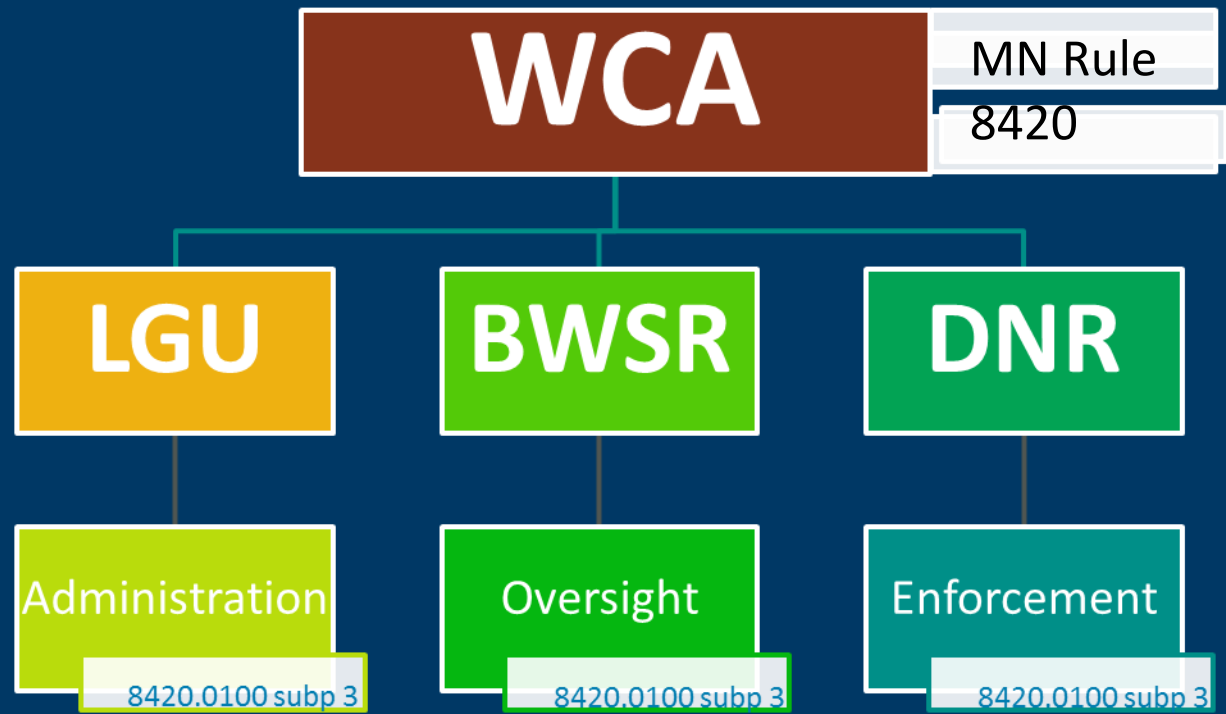 WCA
MN Rule
8420
LGU
BWSR
DNR
Administration
Oversight
Enforcement
8420.0100 subp 3
8420.0100 subp 3
8420.0100 subp 3